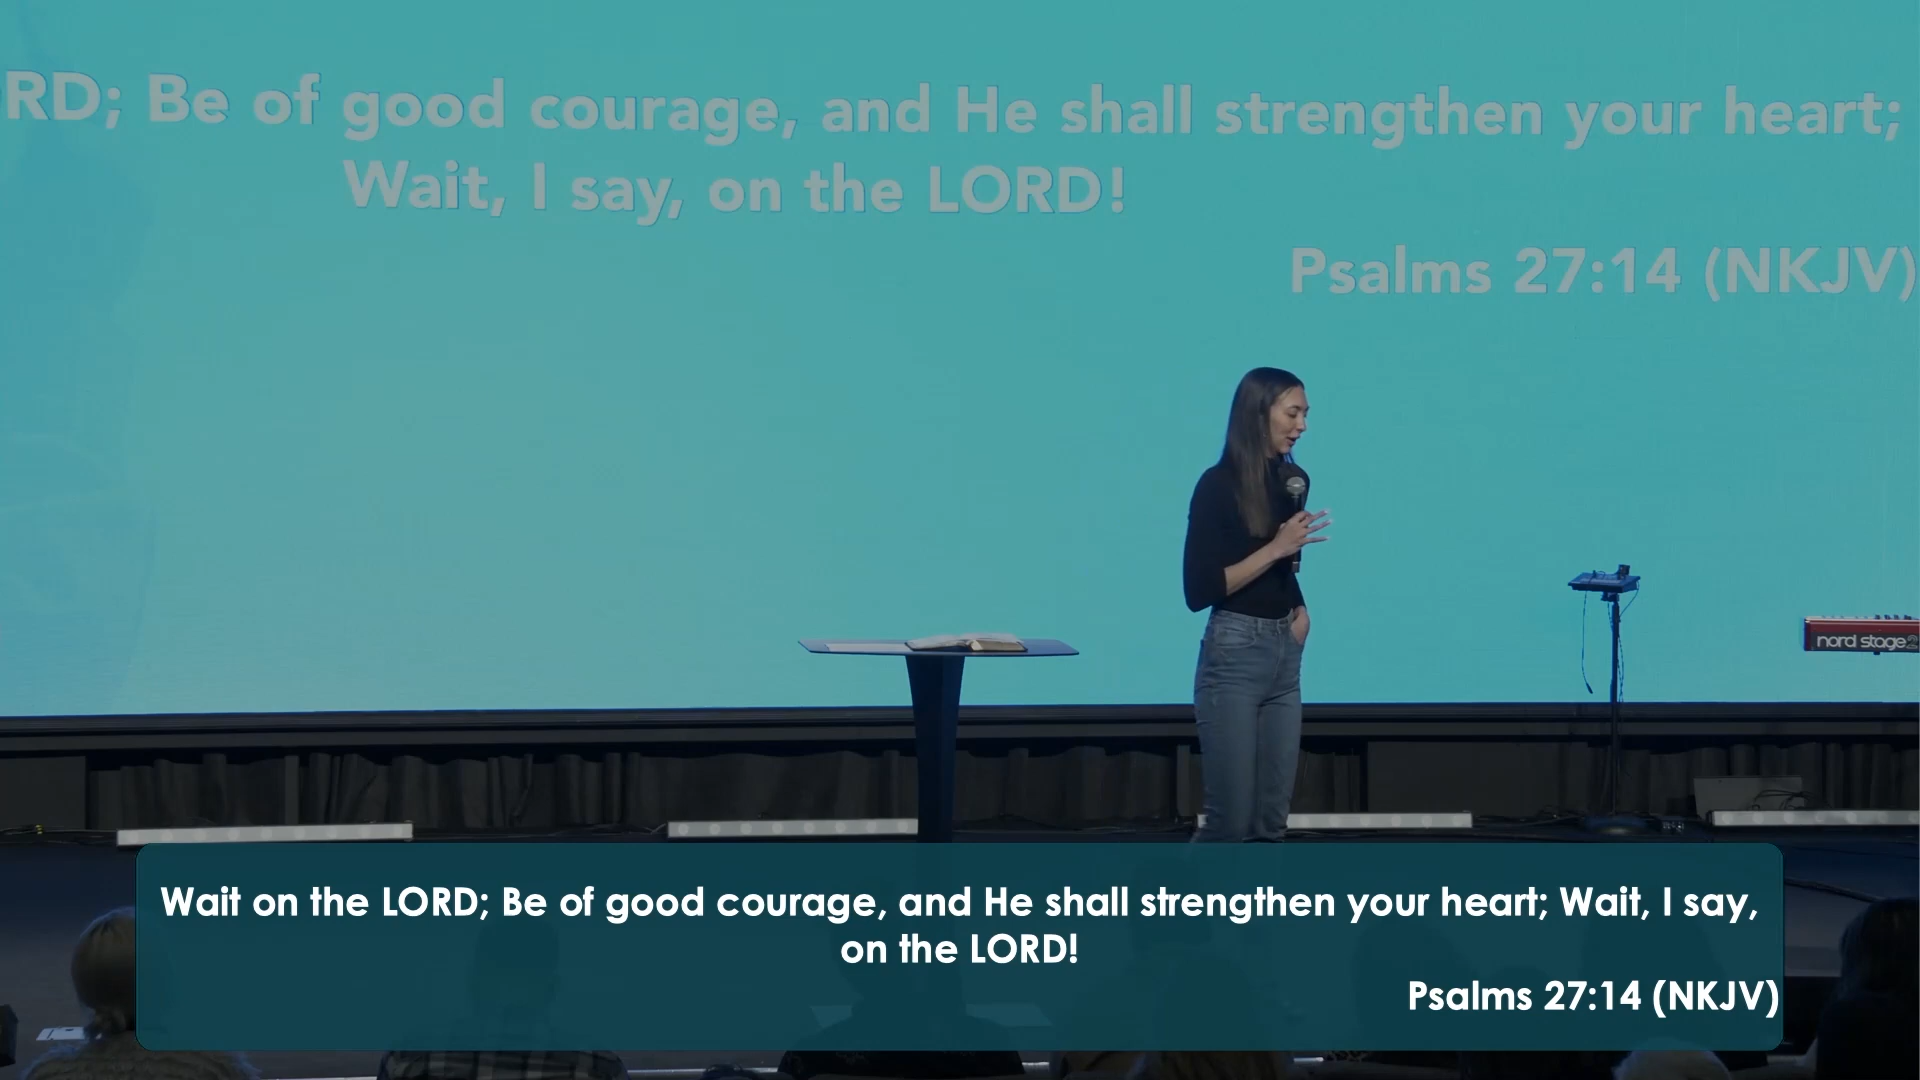 RD; Be of good courage, and He shall strengthen your heart;
Wait, I say, on the LORD!
Psalms 27:14 (NKJV)
nord stage2
Wait on the LORD; Be of good courage, and He shall strengthen your heart; Wait, I say,
on the LORD!
Psalms 27:14 (NKJV)